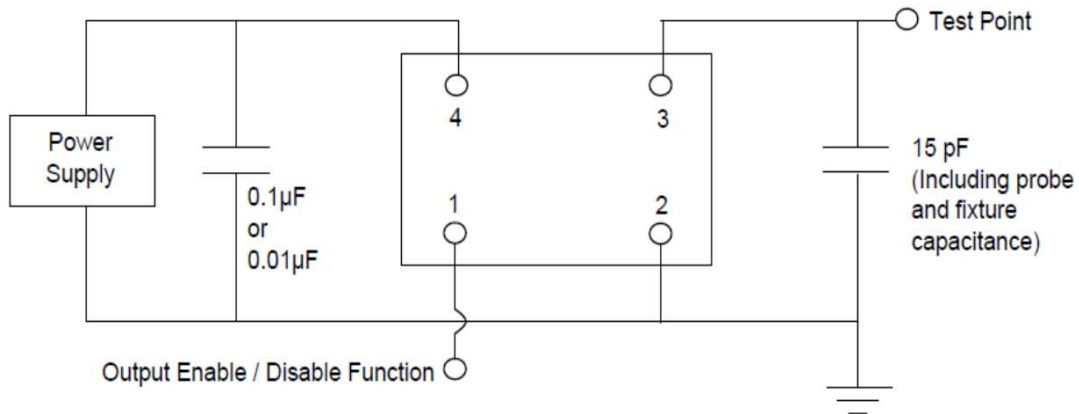 Test Point
4
3
Power
Supply
15 pF
(Including probe
and fixture
capacitance)
0.1µF
or
0.01µF
1
2
Output Enable / Disable Function